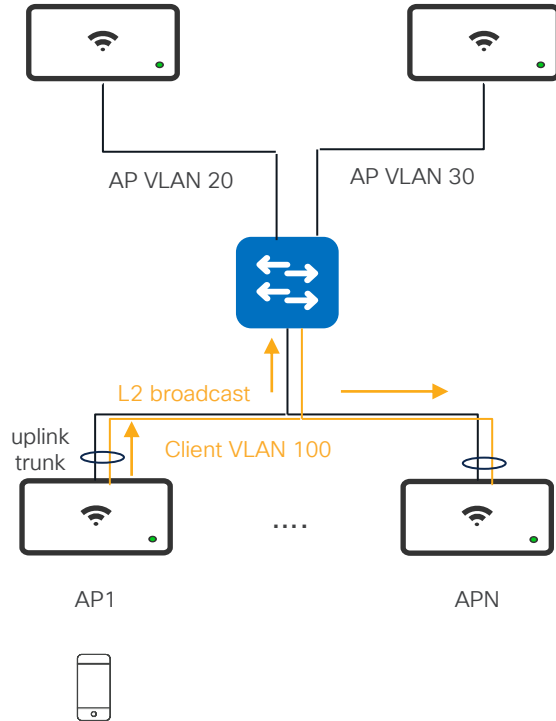 AP VLAN 20
AP VLAN 30
L2 broadcast
uplink
trunk
Client VLAN 100
....
AP1
APN